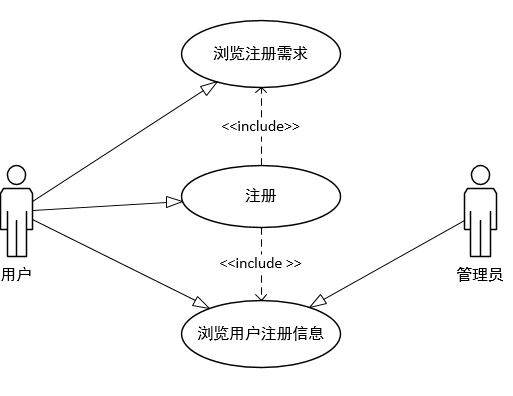 浏览注册需求
<<include>>
注册
<<include >>
用户
管理员
浏览用户注册信息